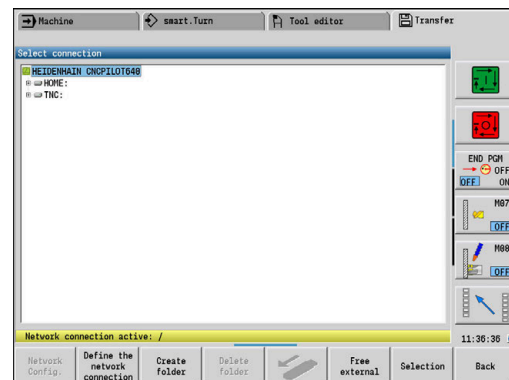 Machine
smart.Turn
Tool editor
Transfer
Select connection
HEIDENHAIN CNCPILOT640
HOME:
TNC:
END PGM
OFF
OFF ON
M07
OFF
OFF
Network connection active: /
11:36:36
Network Config.
Define the network connection
Create folder
Delete folder
Free external
Selection
Back